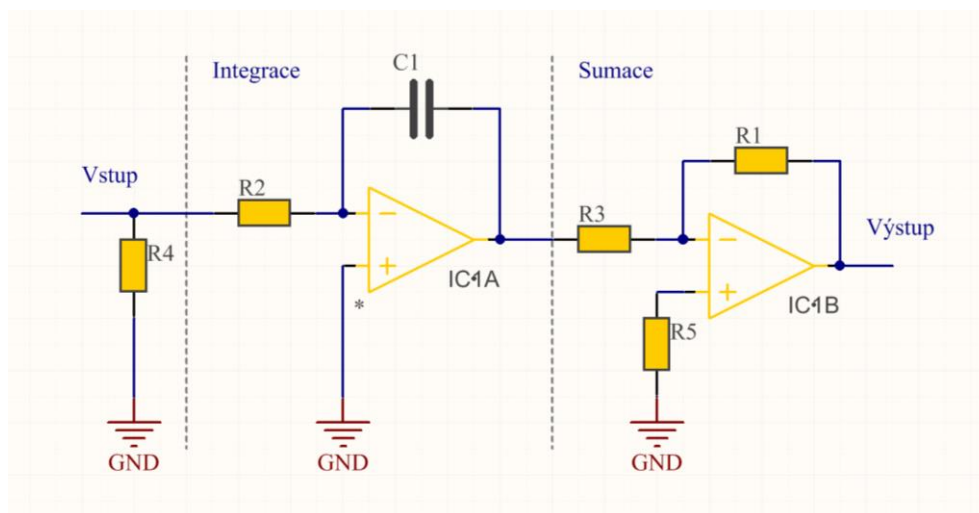 Integrace
C1
Sumace
R1
Vstup
R2
R3
Výstup
R4
IC1A
*
R5
IC1B
GND
GND
GND